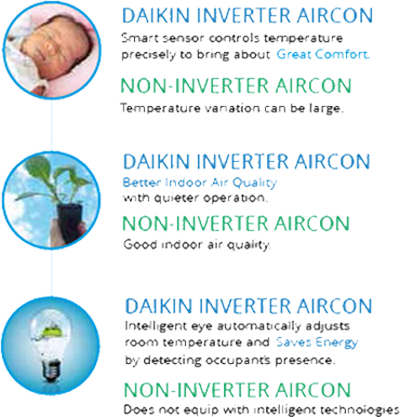 DAIKIN INVERTER AIRCON
Smart sensor controls temperature
precisely to bring about Great Comfort.
NON-INVERTER AIRCON
Temperature variation can be large.
DAIKIN INVERTER AIRCON
Better Indoor Air Quality
with quieter operation.
NON-INVERTER AIRCON
Good indoor air quality.
DAIKIN INVERTER AIRCON
Intelligent eye automatically adjusts
room temperature and Saves Energy
by detecting occupant's presence.
NON-INVERTER AIRCON
Does not equip with intelligent technologies